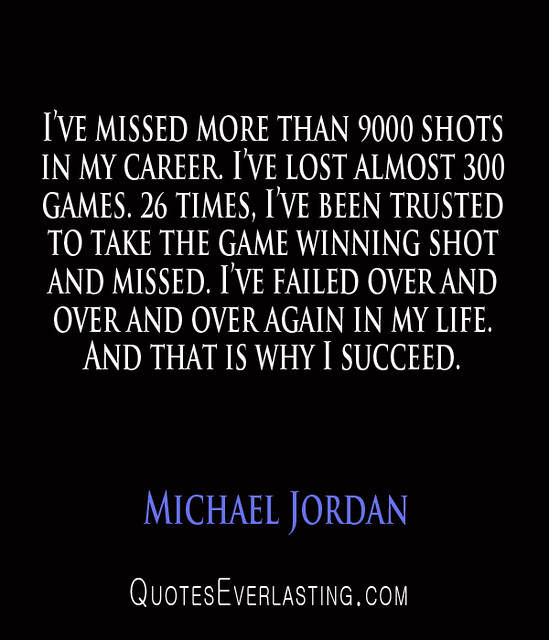 I've missed more than 9000 shots
in my career. I've lost almost 300
games. 26 times, I've been trusted
to take the game winning shot
and missed. I've failed over and
over and over again in my life.
And that is why I succeed.
Michael Jordan
QuotesEverlasting.com